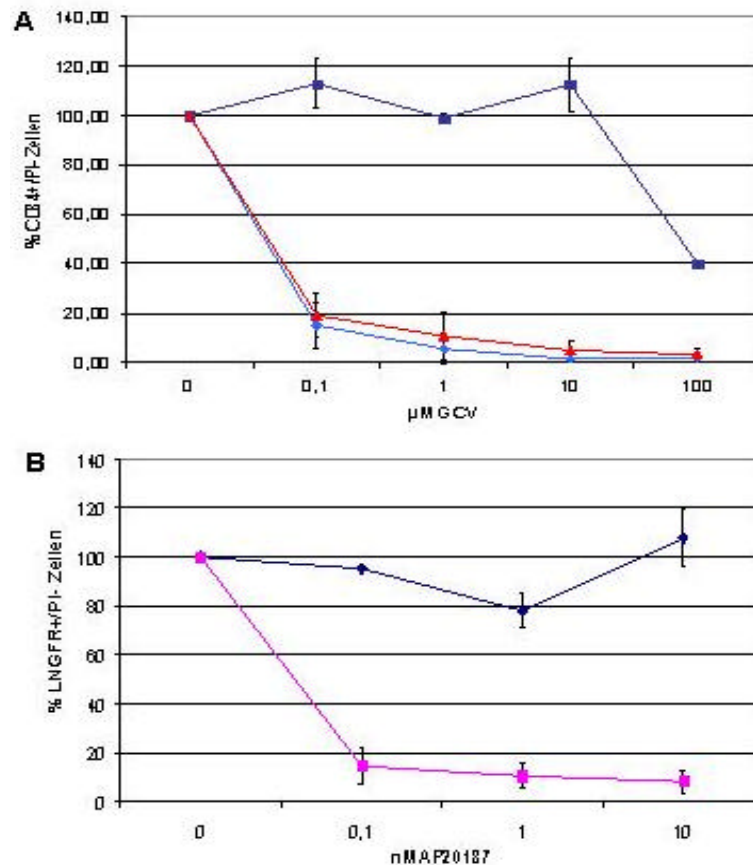 A
140,00
120,00
100,00
80,00
60,00
40,00
20,00
0,00
%CD34+/PI-Zellen
0 0,1 1 10 100
µM GCV
B
140
120
100
80
60
40
20
0
% LNGFR+/PI- Zellen
0 0,1 1 10
nM AP20187